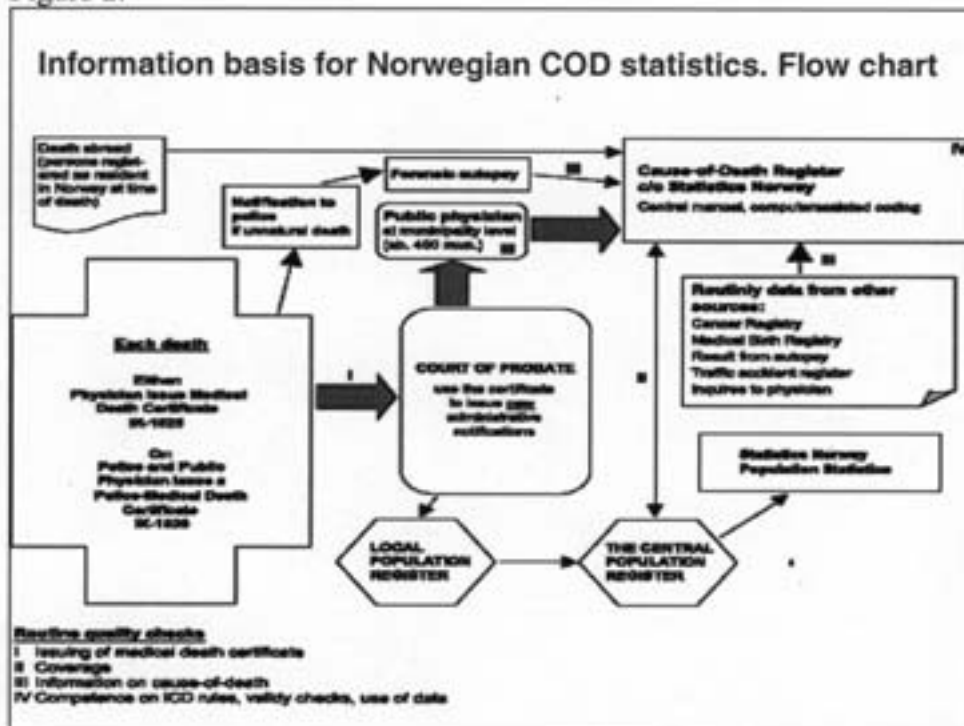 Information basis for Norwegian COD statistics. Flow chart
Death abroad
(persons regist-
ered as resident
in Norway at time
of death)
Notification to
police
if unnatural death
Forensic autopsy
III
Public physician
at municipality level
(ab. 450 mun.)
III
IV
Cause-of-Death Register
c/o Statistics Norway
Central manual, computerassisted coding
III
Routinly data from other
sources:
Cancer Registry
Medical Birth Registry
Result from autopsy
Traffic accident register
Inquires to physician
Each death
Either:
Physician issue Medical
Death Certificate
Or:
Police and Public
Physician issue a
Police-Medical Death
Certificate
I
COURT OF PROBATE
use the certificate
to issue
administrative
notifications
II
Statistics Norway
Population Statistics
LOCAL
POPULATION
REGISTER
THE CENTRAL
POPULATION
REGISTER
Routine quality checks
I Issuing of medical death certificate
II Coverage
III Information on cause-of-death
IV Competence on ICD rules, validy checks, use of data